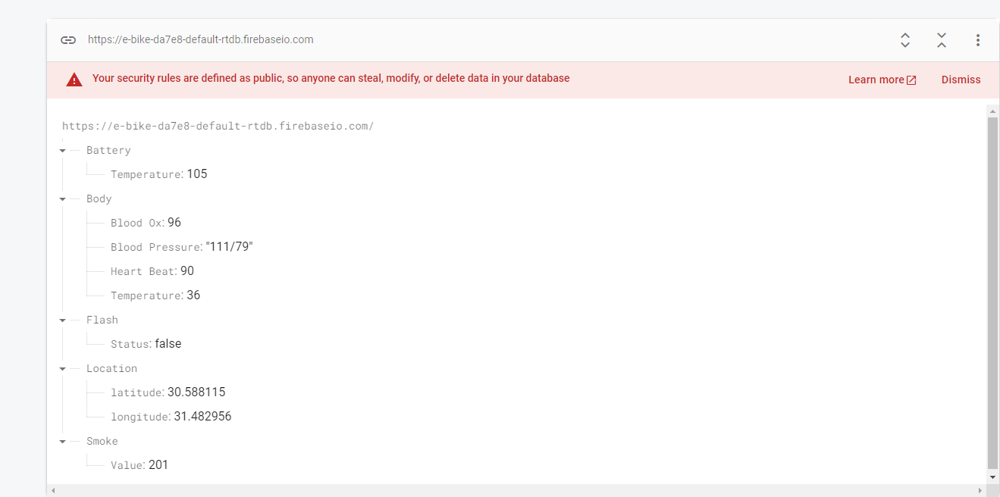 https://e-bike-da7e8-default-rtdb.firebaseio.com
Your security rules are defined as public, so anyone can steal, modify, or delete data in your database
Learn more
Dismiss
https://e-bike-da7e8-default-rtdb.firebaseio.com/
Battery
Temperature: 105
Body
Blood Ox: 96
Blood Pressure: "111/79"
Heart Beat: 90
Temperature: 36
Flash
Status: false
Location
latitude: 30.588115
longitude: 31.482956
Smoke
Value: 201